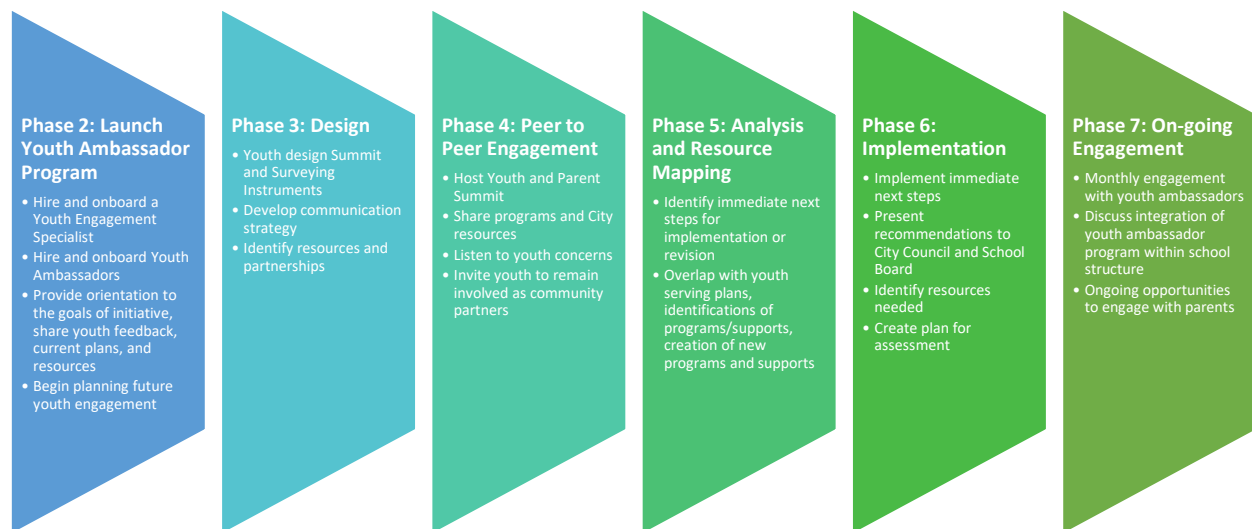 Phase 2: Launch
Youth Ambassador
Program
• Hire and onboard a
Youth Engagement
Specialist
• Hire and onboard Youth
Ambassadors
• Provide orientation to
the goals of initiative,
share youth feedback,
current plans, and
resources
• Begin planning future
youth engagement
Phase 3: Design
• Youth design Summit
and Surveying
Instruments
• Develop communication
strategy
• Identify resources and
partnerships
Phase 4: Peer to
Peer Engagement
• Host Youth and Parent
Summit
• Share programs and City
resources
• Listen to youth concerns
• Invite youth to remain
involved as community
partners
Phase 5: Analysis
and Resource
Mapping
• Identify immediate next
steps for
implementation or
revision
• Overlap with youth
serving plans,
identifications of
programs/supports,
creation of new
programs and supports
Phase 6:
Implementation
• Implement immediate
next steps
• Present
recommendations to
City Council and School
Board
• Identify resources
needed
• Create plan for
assessment
Phase 7: On-going
Engagement
• Monthly engagement
with youth ambassadors
• Discuss integration of
youth ambassador
program within school
structure
• Ongoing opportunities
to engage with parents